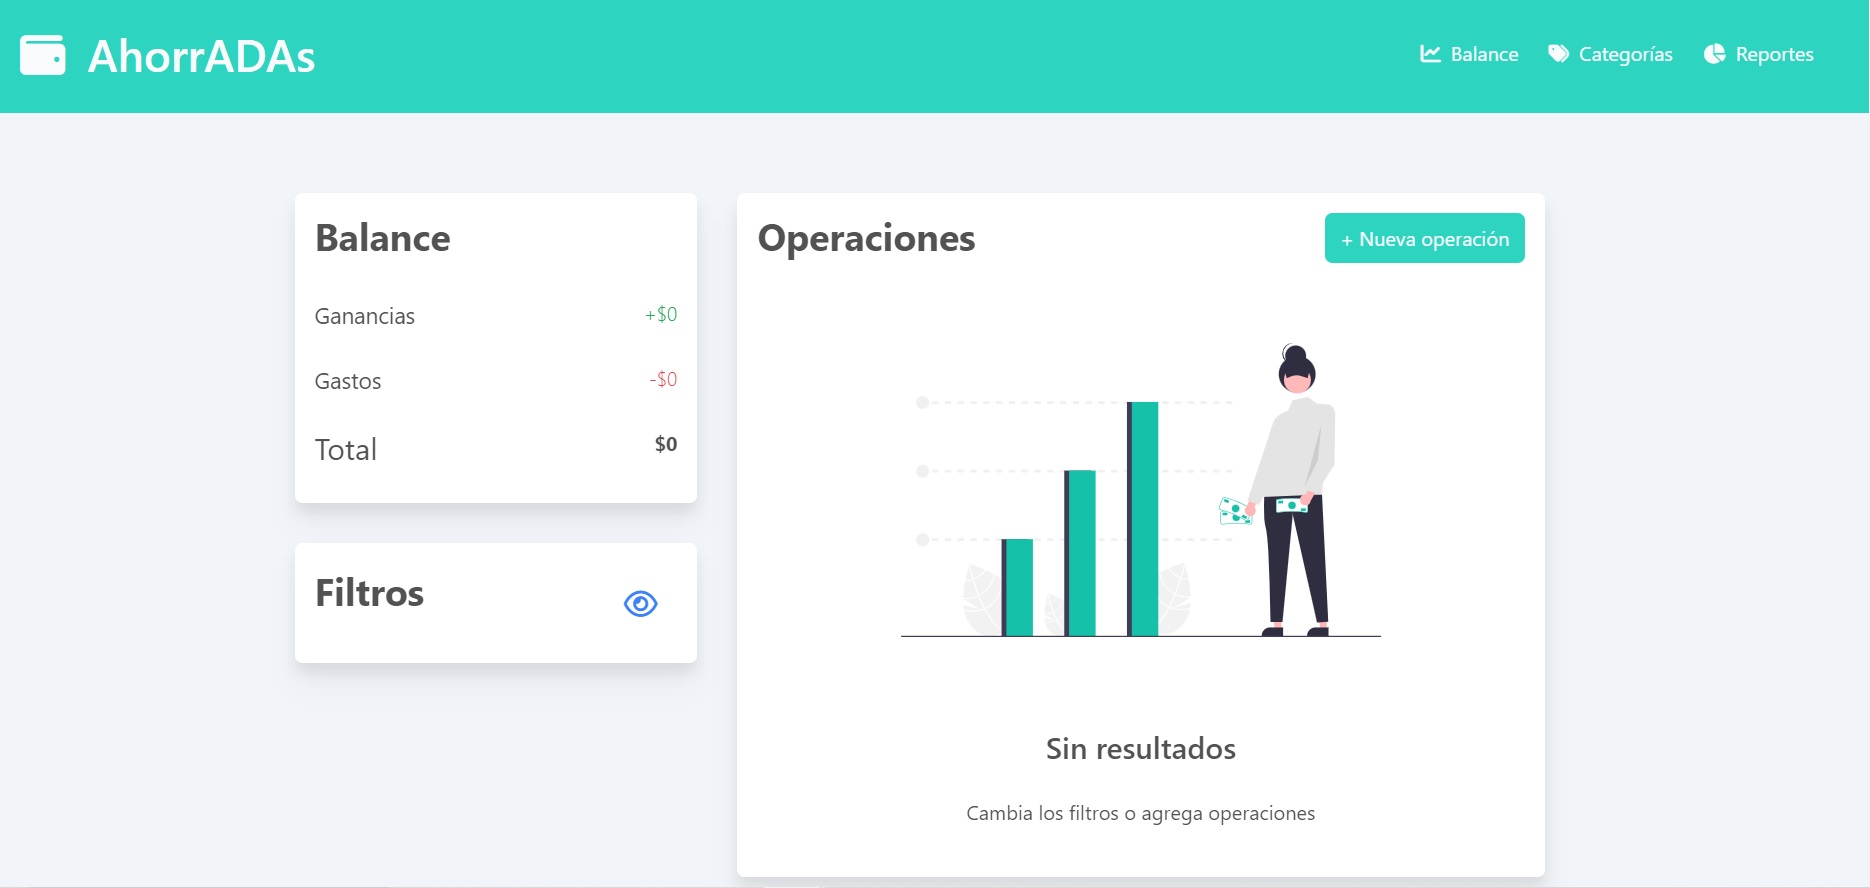 AhorrADAs
Balance
Categorías
Reportes
Balance
Ganancias +$0
Gastos -$0
Total $0
Filtros
Operaciones
+ Nueva operación
Sin resultados
Cambia los filtros o agrega operaciones